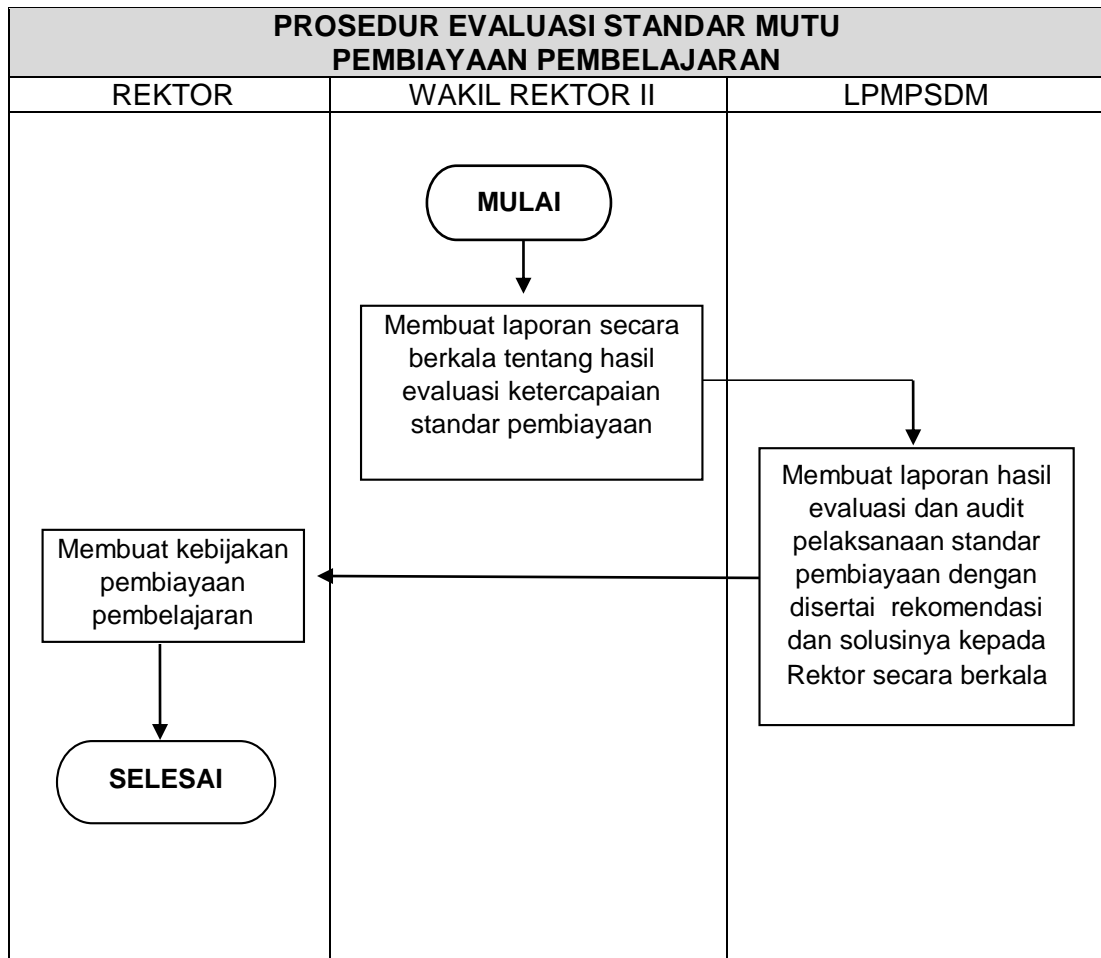 PROSEDUR EVALUASI STANDAR MUTU
PEMBIAYAAN PEMBELAJARAN
REKTOR
WAKIL REKTOR II
LPMPSDM
MULAI
Membuat laporan secara
berkala tentang hasil
evaluasi ketercapaian
standar pembiayaan
Membuat laporan hasil
evaluasi dan audit
pelaksanaan standar
pembiayaan dengan
disertai rekomendasi
dan solusinya kepada
Rektor secara berkala
Membuat kebijakan
pembiayaan
pembelajaran
SELESAI